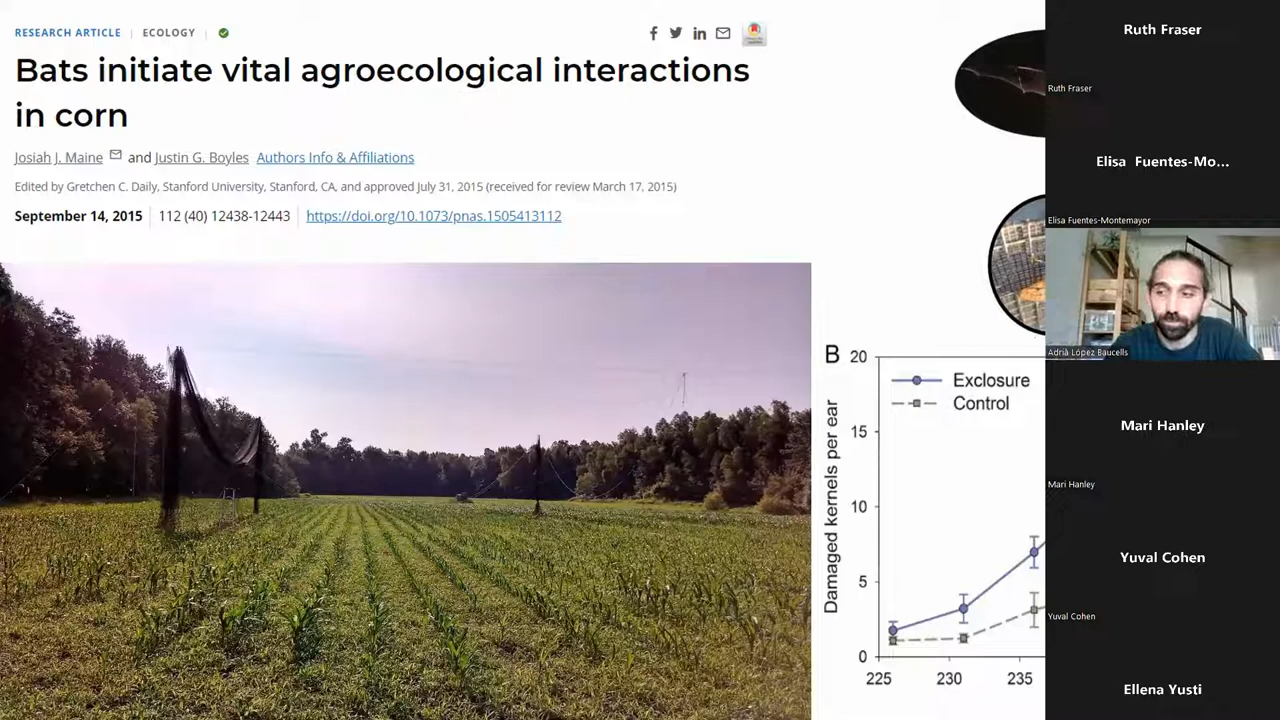 RESEARCH ARTICLE | ECOLOGY |
Bats initiate vital agroecological interactions
in corn
Josiah J. Maine and Justin G. Boyles Authors Info & Affiliations
Edited by Gretchen C. Daily, Stanford University, Stanford, CA, and approved July 31, 2015 (received for review March 17, 2015)
September 14, 2015 | 112 (40) 12438-12443 | https://doi.org/10.1073/pnas.1505413112
B
20
15
10
5
0
Damaged kernels per ear
Exclosure
Control
225 230 235
Ruth Fraser
Ruth Fraser
Elisa Fuentes-Mo...
Elisa Fuentes-Montemayor
Adrià López Baucells
Mari Hanley
Mari Hanley
Yuval Cohen
Yuval Cohen
Ellena Yusti